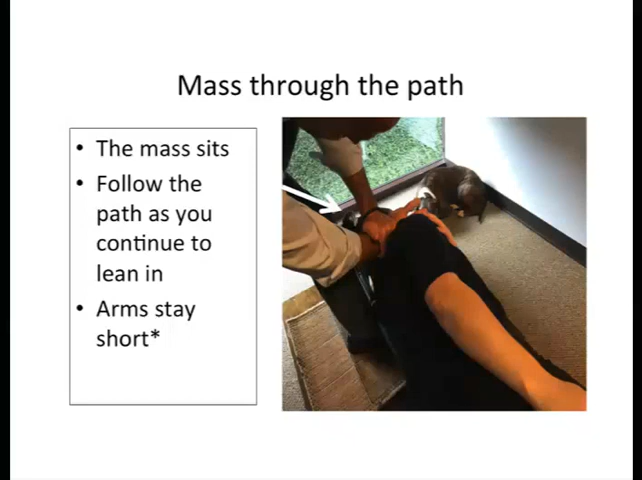 Mass through the path
• The mass sits
• Follow the
path as you
continue to
lean in
• Arms stay
short*